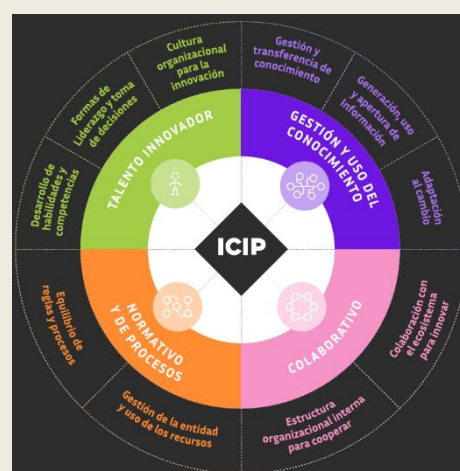 Cultura
organizacional
para la
innovación
Gestión y
transferencia de
conocimiento
Formas de
Liderazgo y toma
de decisiones
Generación, uso
y apertura de
Información
Desarrollo de
habilidades y
competencias
Adaptación
al cambio
TALENTO INNOVADOR
GESTIÓN Y USO DEL
CONOCIMIENTO
ICIP
NORMATIVO
Y DE PROCESOS
COLABORATIVO
Equilibrio de
reglas y procesos
Colaboración con
el ecosistema
para innovar
Gestión de la entidad
y uso de los recursos
Estructura
organizacional interna
para cooperar